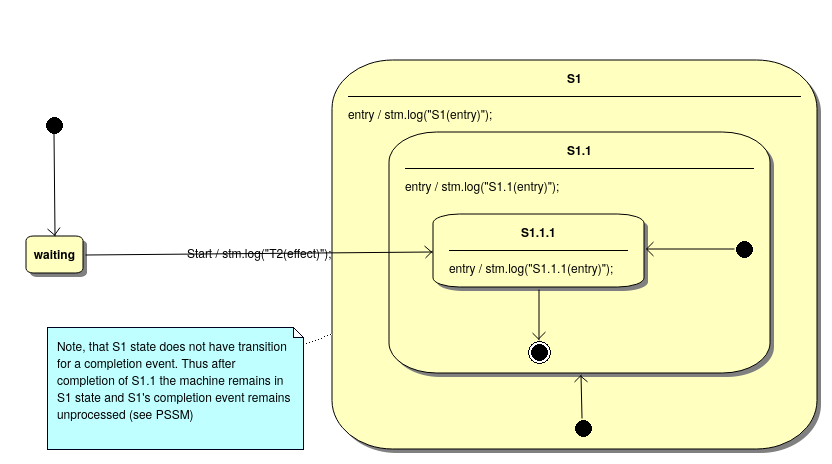 S1
entry / stm.log("S1(entry)");
S1.1
entry / stm.log("S1.1(entry)");
S1.1.1
entry / stm.log("S1.1.1(entry)");
waiting
Start / stm.log("T2(effect)");
Note, that S1 state does not have transition
for a completion event. Thus after
completion of S1.1 the machine remains in
S1 state and S1's completion event remains
unprocessed (see PSSM)